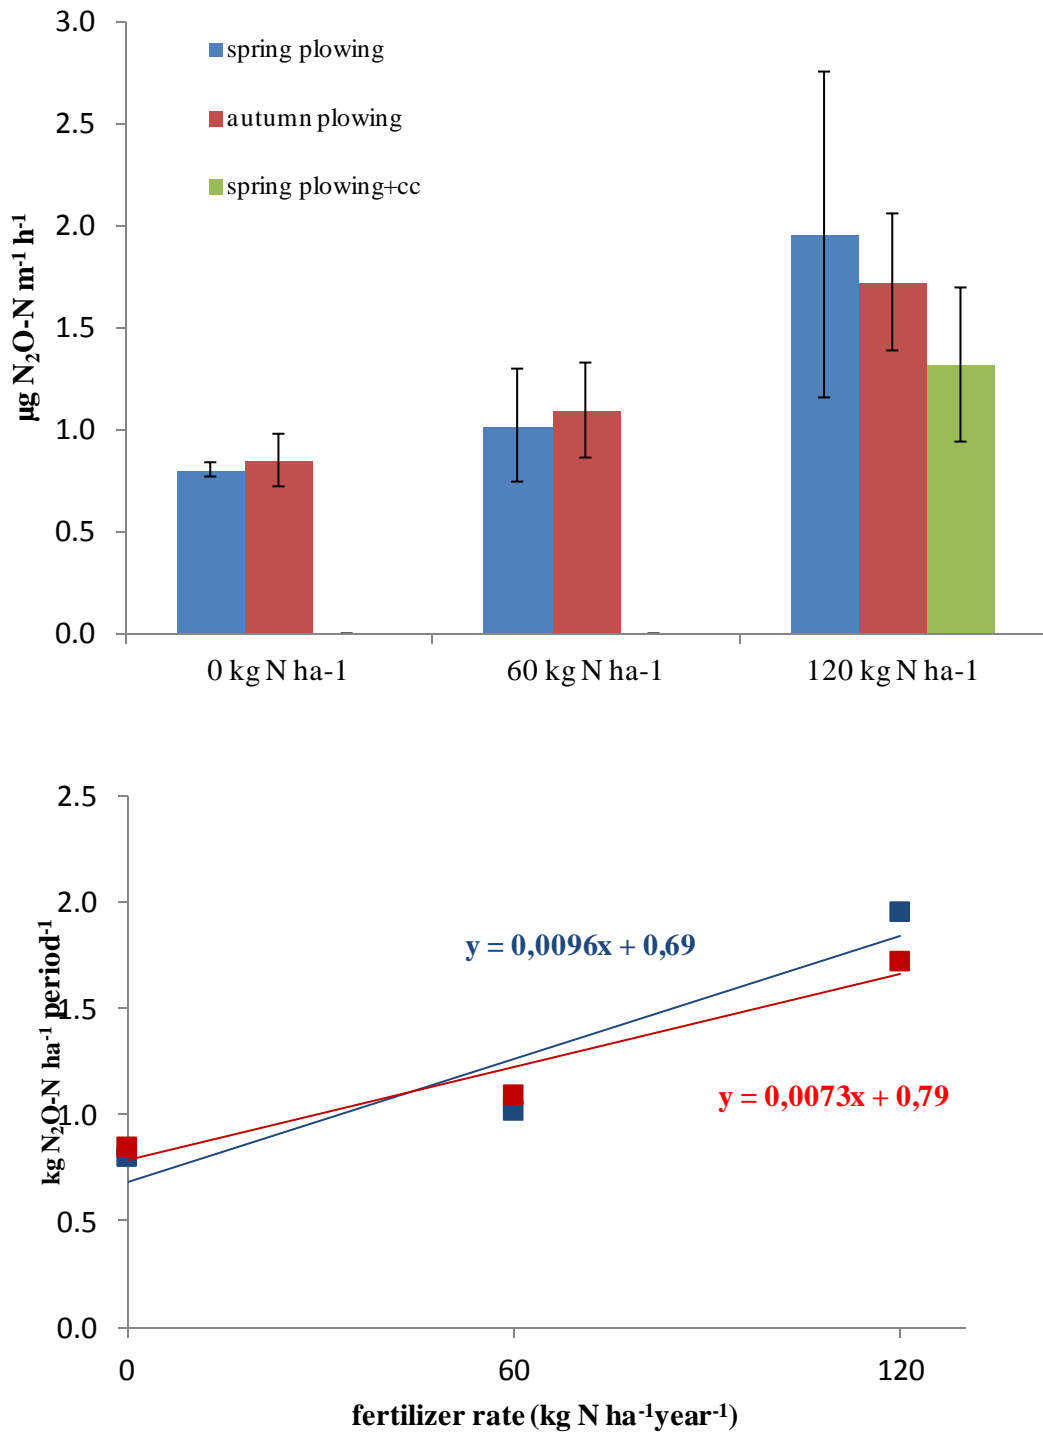 3.0
2.5
2.0
1.5
1.0
0.5
0.0
µg N₂O-N m⁻¹ h⁻¹
spring plowing
autumn plowing
spring plowing+cc
0 kg N ha-1 60 kg N ha-1 120 kg N ha-1
2.5
2.0
1.5
1.0
0.5
0.0
kg N₂O-N ha⁻¹ period⁻¹
y = 0,0096x + 0,69
y = 0,0073x + 0,79
0 60 120
fertilizer rate (kg N ha⁻¹year⁻¹)